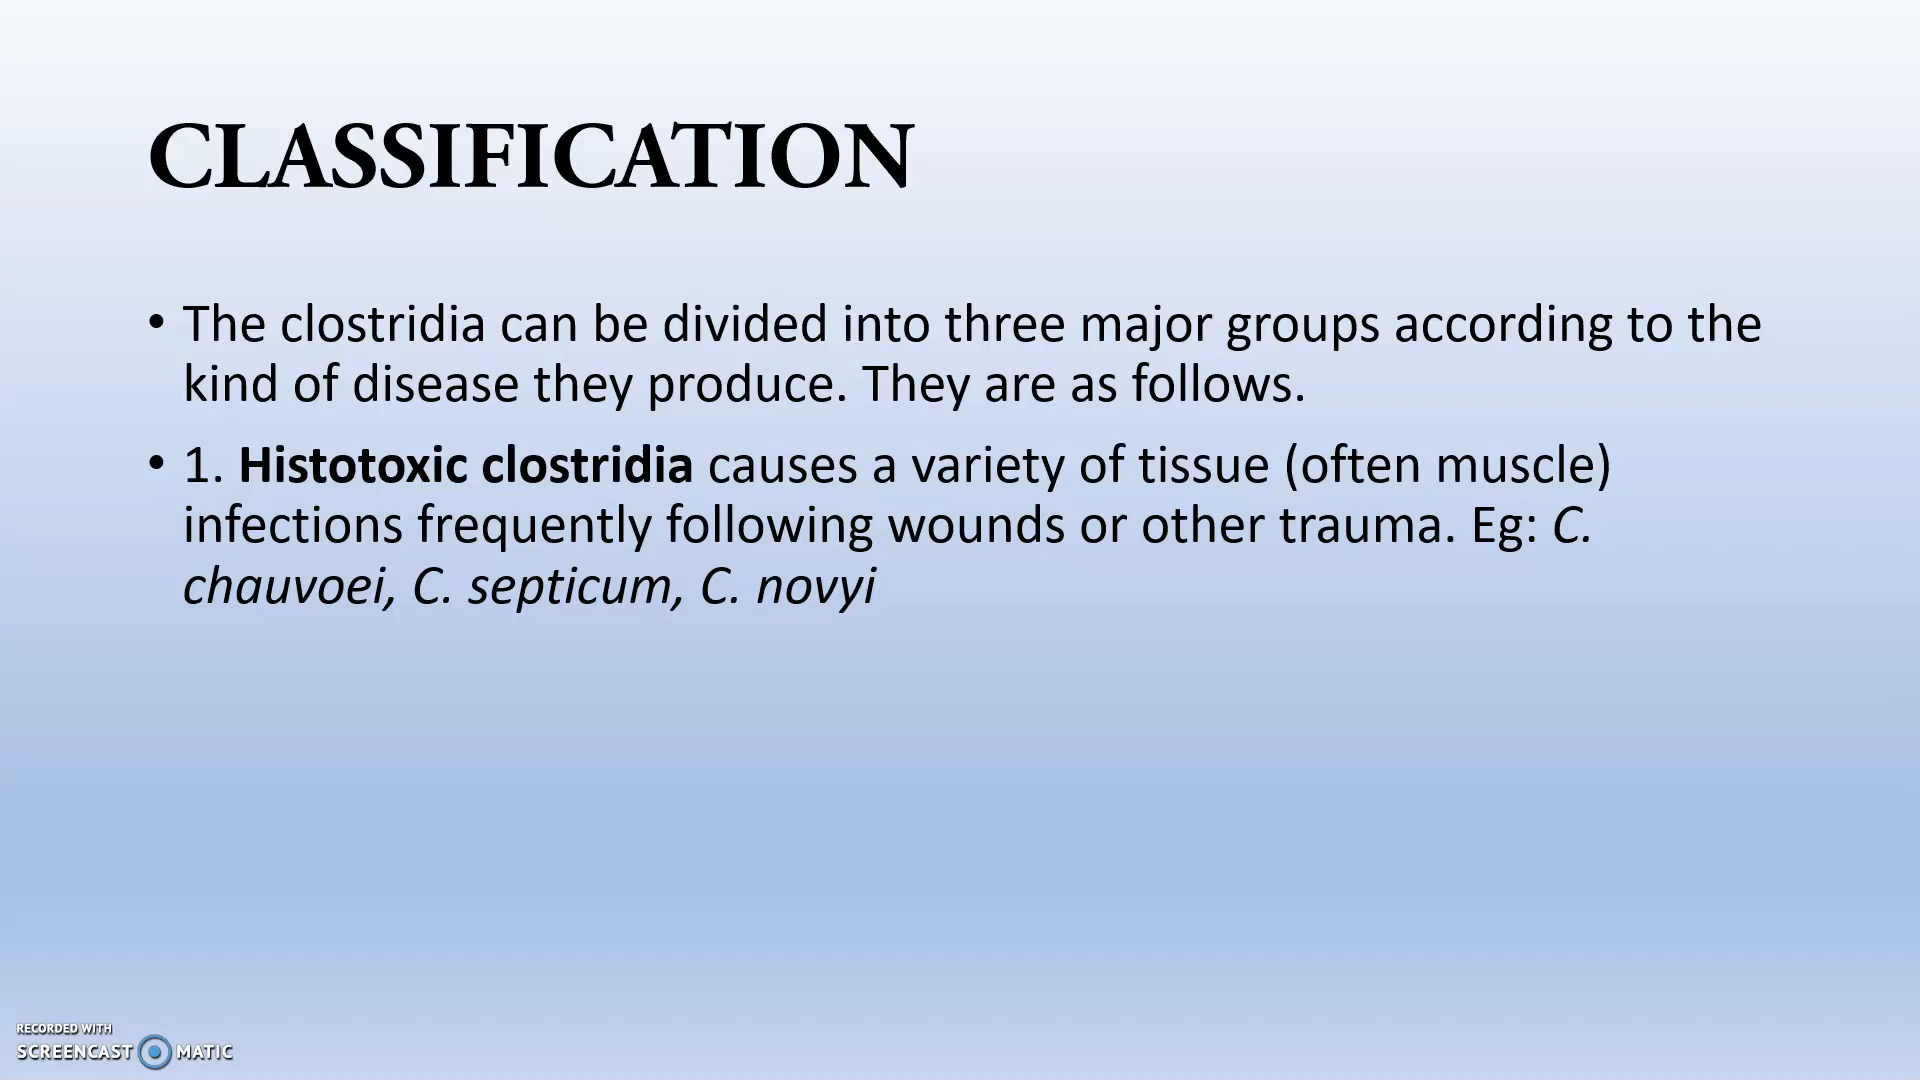 CLASSIFICATION
• The clostridia can be divided into three major groups according to the
kind of disease they produce. They are as follows.
• 1. Histotoxic clostridia causes a variety of tissue (often muscle)
infections frequently following wounds or other trauma. Eg: C.
chauvoei, C. septicum, C. novyi
RECORDED WITH
SCREENCAST MATIC